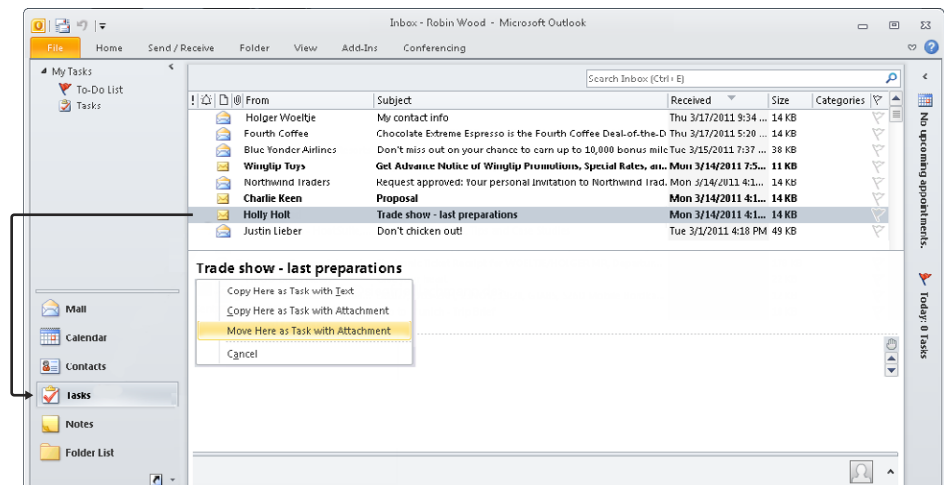 Inbox - Robin Wood - Microsoft Outlook
File Home Send / Receive Folder View Add-Ins Conferencing
My Tasks
To-Do List
Tasks
Search Inbox (Ctrl+E)
! From Subject Received Size Categories
Holger Woeltje My contact info Thu 3/17/2011 9:34 ... 14 KB
Fourth Coffee Chocolate Extreme Espresso is the Fourth Coffee Deal-of-the-D Thu 3/17/2011 5:20 ... 14 KB
Blue Yonder Airlines Don't miss out on your chance to earn up to 10,000 bonus mile Tue 3/15/2011 7:37 ... 38 KB
Wingtip Toys Get Advance Notice of Wingtip Promotions, Special Rates, an... Mon 3/14/2011 7:5... 11 KB
Northwind Traders Request approved: Your personal Invitation to Northwind Trad. Mon 3/14/2011 4:1... 14 KB
Charlie Keen Proposal Mon 3/14/2011 4:1... 14 KB
Holly Holt Trade show - last preparations Mon 3/14/2011 4:1... 14 KB
Justin Lieber Don't chicken out! Tue 3/1/2011 4:18 PM 49 KB
Trade show - last preparations
Copy Here as Task with Text
Copy Here as Task with Attachment
Move Here as Task with Attachment
Cancel
Mail
Calendar
Contacts
Tasks
Notes
Folder List
No upcoming appointments.
Today: 0 Tasks